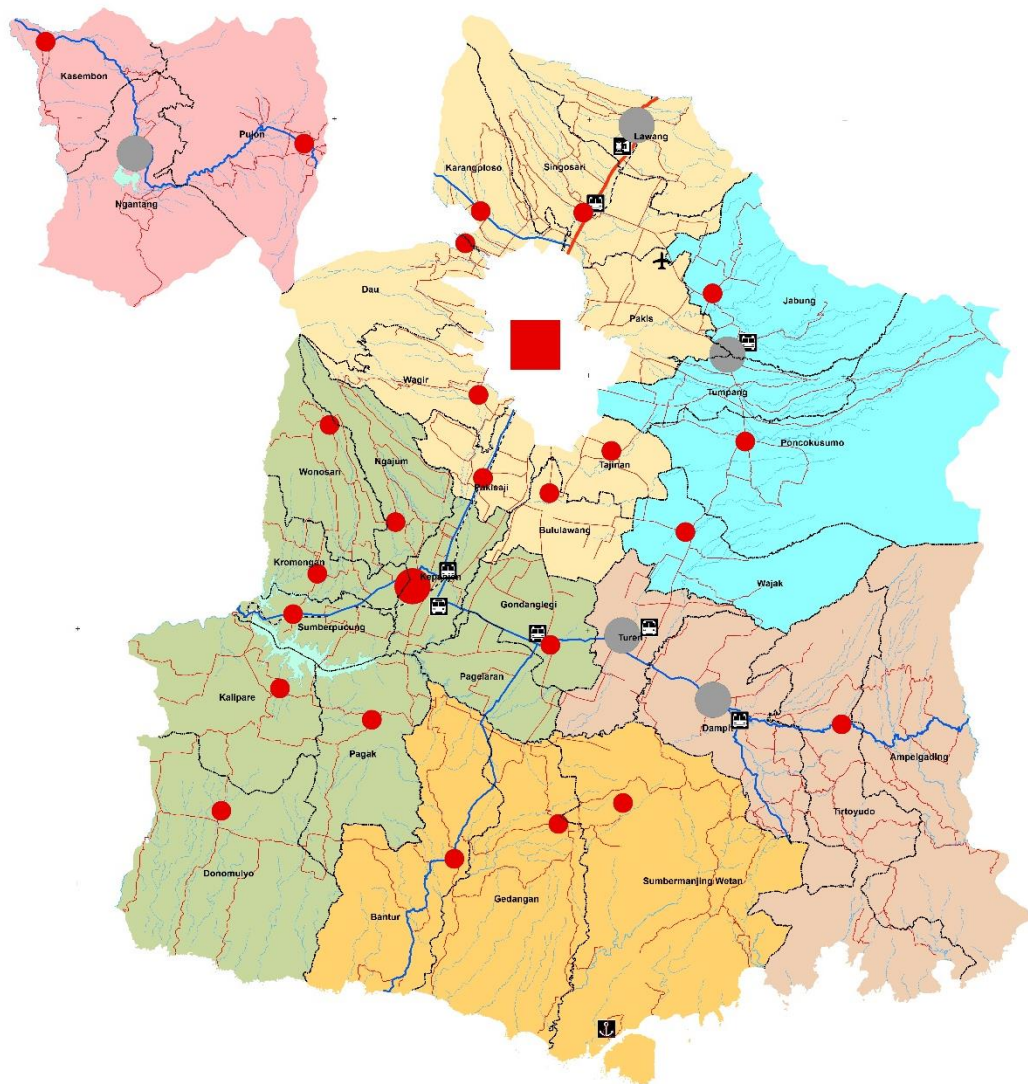 Kasembon
Pujon
Ngantang
Lawang
Singosari
Karangploso
Dau
Jabung
Pakis
Wagir
Tumpang
Poncokusumo
Ngajum
Wonosari
Tajinan
Pakisaji
Bululawang
Wajak
Kromengan
Kepanjen
Gondanglegi
Sumberpucung
Turen
Pagelaran
Kalipare
Dampit
Pagak
Ampelgading
Tirtoyudo
Donomulyo
Sumbermanjing Wetan
Gedangan
Bantur